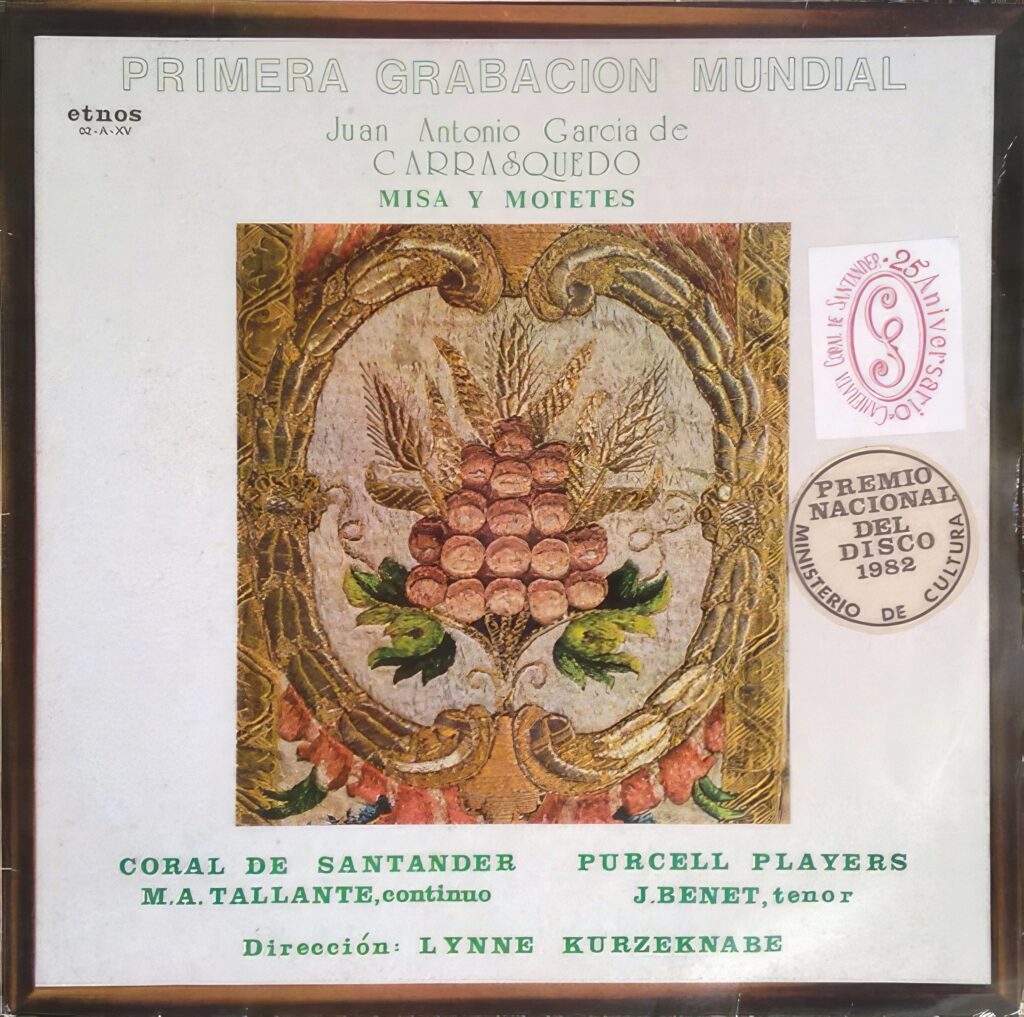 PRIMERA GRABACION MUNDIAL
etnos
02-A-XV
Juan Antonio Garcia de
CARRASQUEDO
MISA Y MOTETES
CAMERATA CORAL DE SANTANDER · 25 Aniversario
CS
PREMIO
NACIONAL
DEL
DISCO
1982
MINISTERIO DE CULTURA
CORAL DE SANTANDER PURCELL PLAYERS
M.A. TALLANTE, continuo J. BENET, tenor
Dirección: LYNNE KURZEKNABE